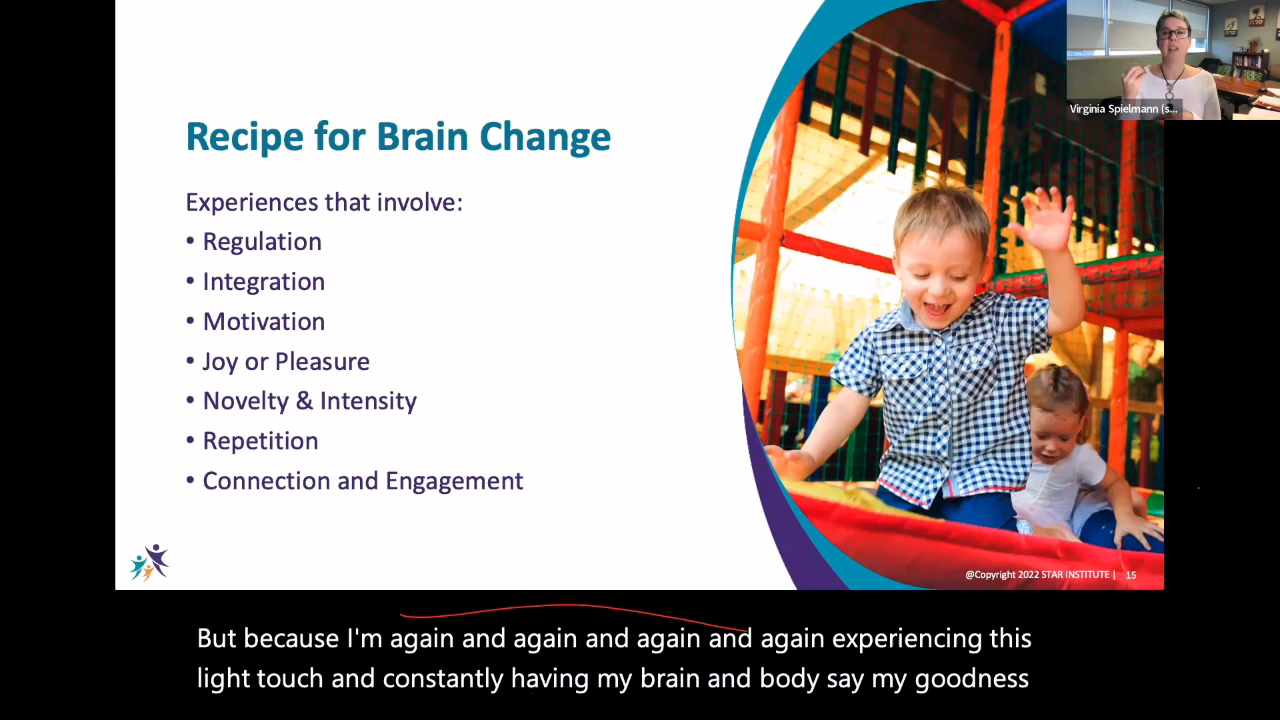 Virginia Spielmann (s...
Recipe for Brain Change
Experiences that involve:
• Regulation
• Integration
• Motivation
• Joy or Pleasure
• Novelty & Intensity
• Repetition
• Connection and Engagement
@Copyright 2022 STAR INSTITUTE | 15
But because I'm again and again and again and again experiencing this
light touch and constantly having my brain and body say my goodness